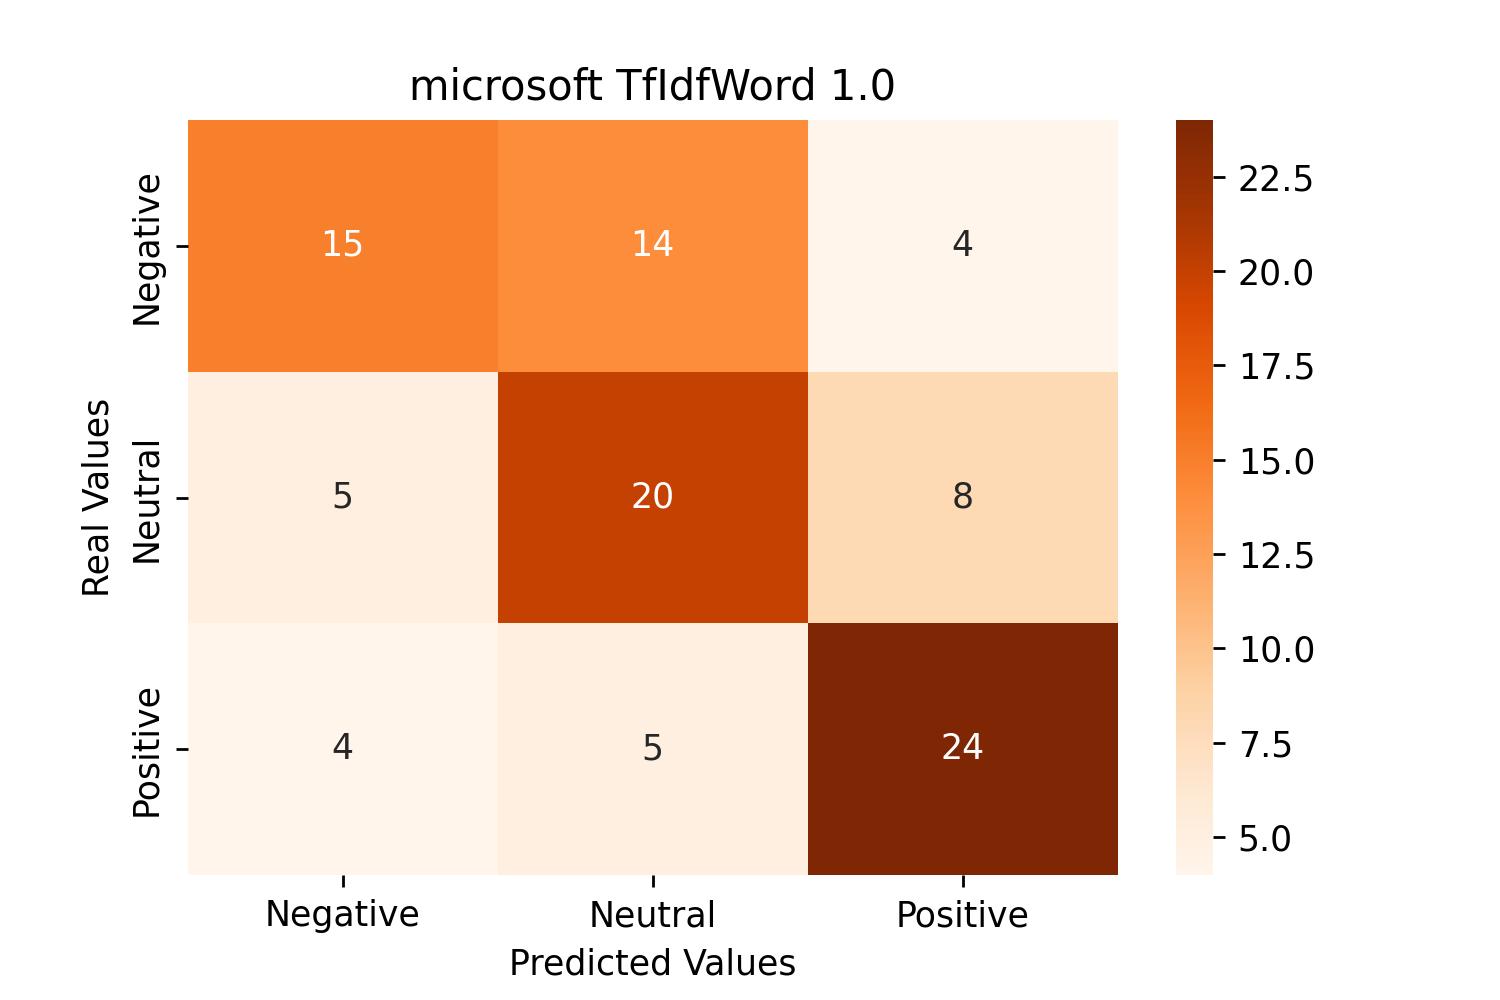 microsoft TfIdfWord 1.0
Real Values
Negative
15 14 4
Neutral
5 20 8
Positive
4 5 24
Negative Neutral Positive
Predicted Values
22.5
20.0
17.5
15.0
12.5
10.0
7.5
5.0